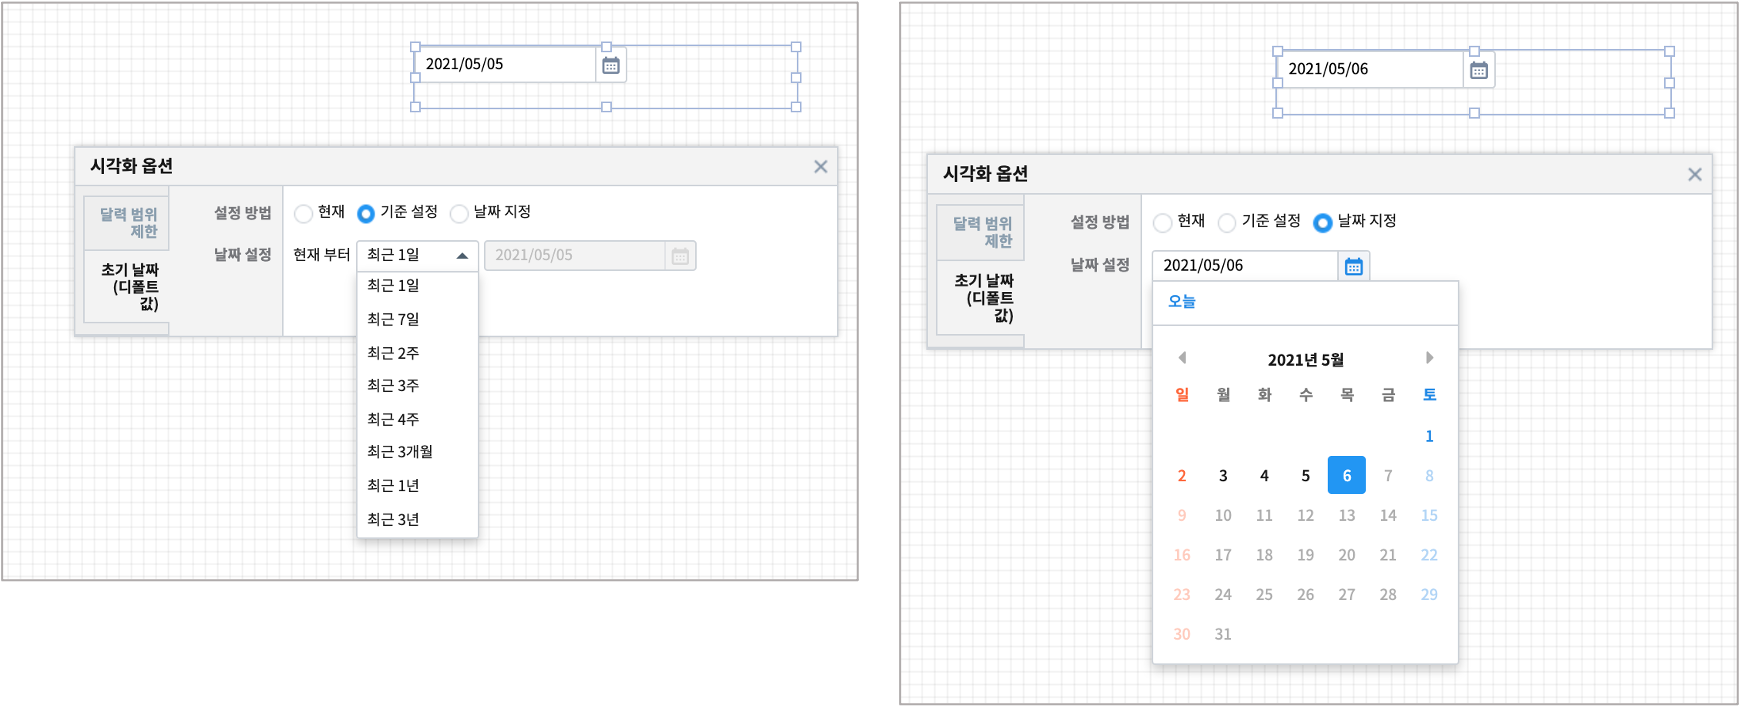 2021/05/05
시각화 옵션
달력 범위
제한
초기 날짜
(디폴트
값)
설정 방법
현재
기준 설정
날짜 지정
날짜 설정
현재 부터
최근 1일
2021/05/05
최근 1일
최근 7일
최근 2주
최근 3주
최근 4주
최근 3개월
최근 1년
최근 3년
2021/05/06
시각화 옵션
달력 범위
제한
초기 날짜
(디폴트
값)
설정 방법
현재
기준 설정
날짜 지정
날짜 설정
2021/05/06
오늘
2021년 5월
일 월 화 수 목 금 토
1
2 3 4 5 6 7 8
9 10 11 12 13 14 15
16 17 18 19 20 21 22
23 24 25 26 27 28 29
30 31